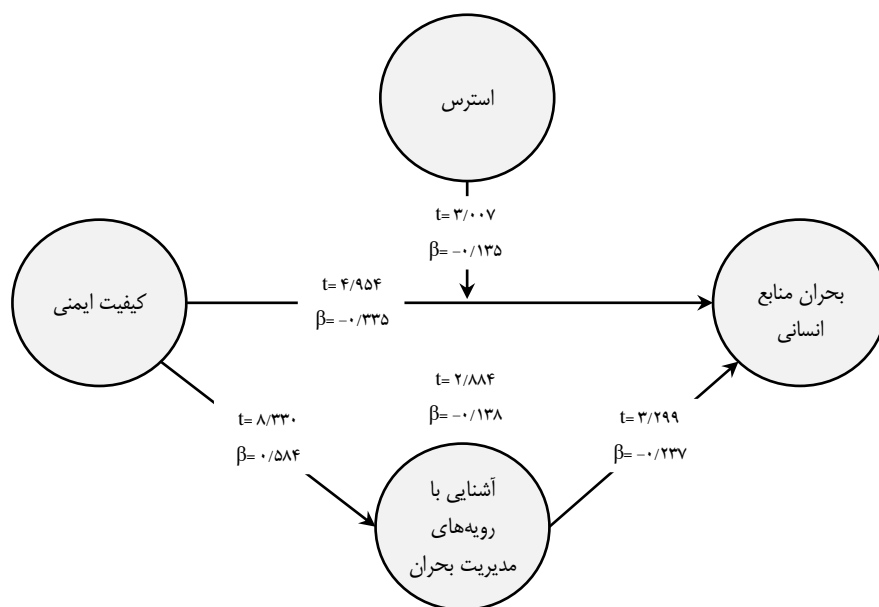 استرس
t= ۳/۰۰۷
β= −۰/۱۳۵
کیفیت ایمنی
t= ۴/۹۵۴
β= −۰/۳۳۵
بحران منابع
انسانی
t= ۸/۳۳۰
β= ۰/۵۸۴
t= ۲/۸۸۴
β= −۰/۱۳۸
t= ۳/۲۹۹
β= −۰/۲۳۷
آشنایی با
رویه‌های
مدیریت بحران